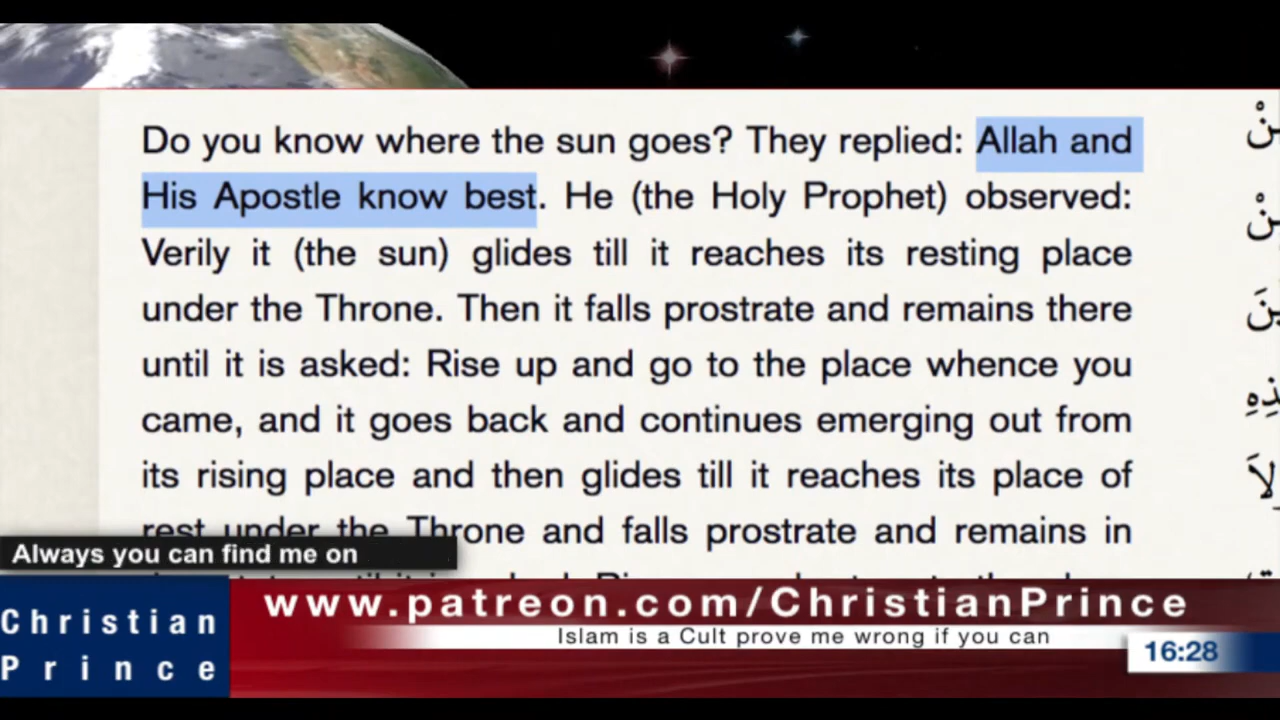 Do you know where the sun goes? They replied: Allah and
His Apostle know best. He (the Holy Prophet) observed:
Verily it (the sun) glides till it reaches its resting place
under the Throne. Then it falls prostrate and remains there
until it is asked: Rise up and go to the place whence you
came, and it goes back and continues emerging out from
its rising place and then glides till it reaches its place of
rest under the Throne and falls prostrate and remains in
Always you can find me on
Christian
Prince
www.patreon.com/ChristianPrince
Islam is a Cult prove me wrong if you can
16:28